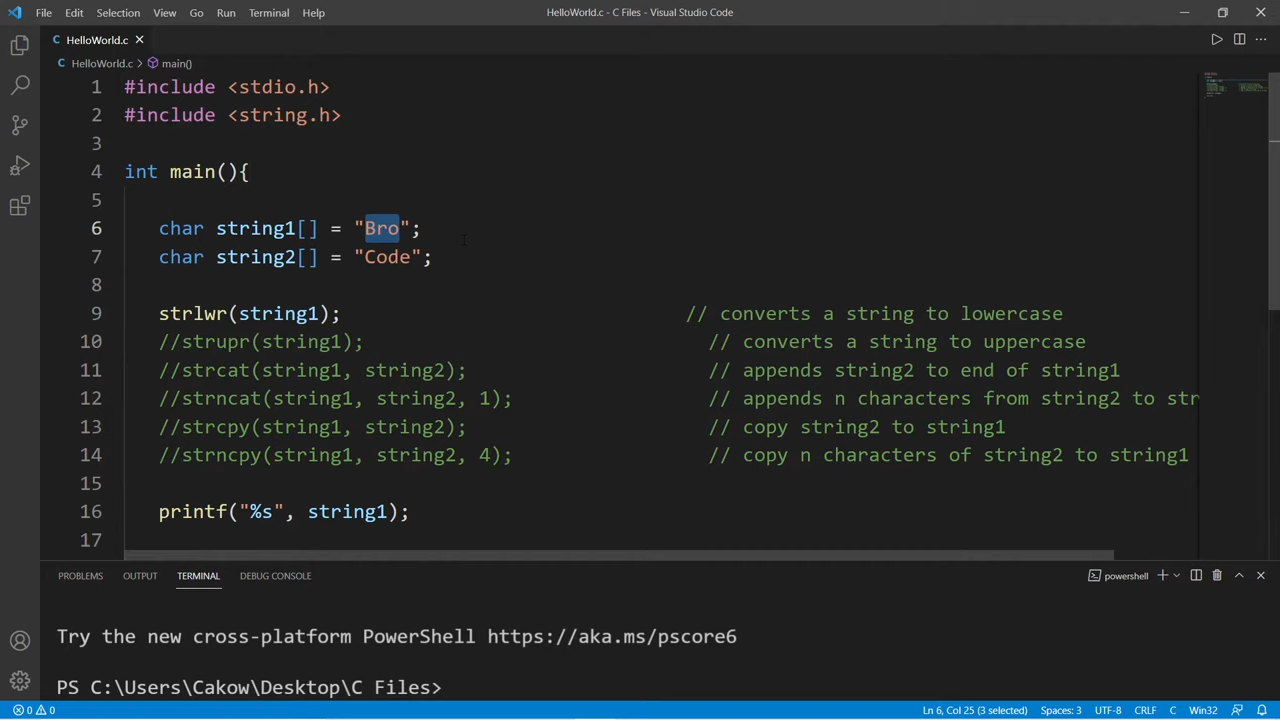 File Edit Selection View Go Run Terminal Help HelloWorld.c - C Files - Visual Studio Code
C HelloWorld.c
C HelloWorld.c > main()
1 #include <stdio.h>
2 #include <string.h>
3
4 int main(){
5
6 char string1[] = "Bro";
7 char string2[] = "Code";
8
9 strlwr(string1); // converts a string to lowercase
10 //strupr(string1); // converts a string to uppercase
11 //strcat(string1, string2); // appends string2 to end of string1
12 //strncat(string1, string2, 1); // appends n characters from string2 to str
13 //strcpy(string1, string2); // copy string2 to string1
14 //strncpy(string1, string2, 4); // copy n characters of string2 to string1
15
16 printf("%s", string1);
17
PROBLEMS OUTPUT TERMINAL DEBUG CONSOLE powershell
Try the new cross-platform PowerShell https://aka.ms/pscore6
PS C:\Users\Cakow\Desktop\C Files>
0 0 Ln 6, Col 25 (3 selected) Spaces: 3 UTF-8 CRLF C Win32